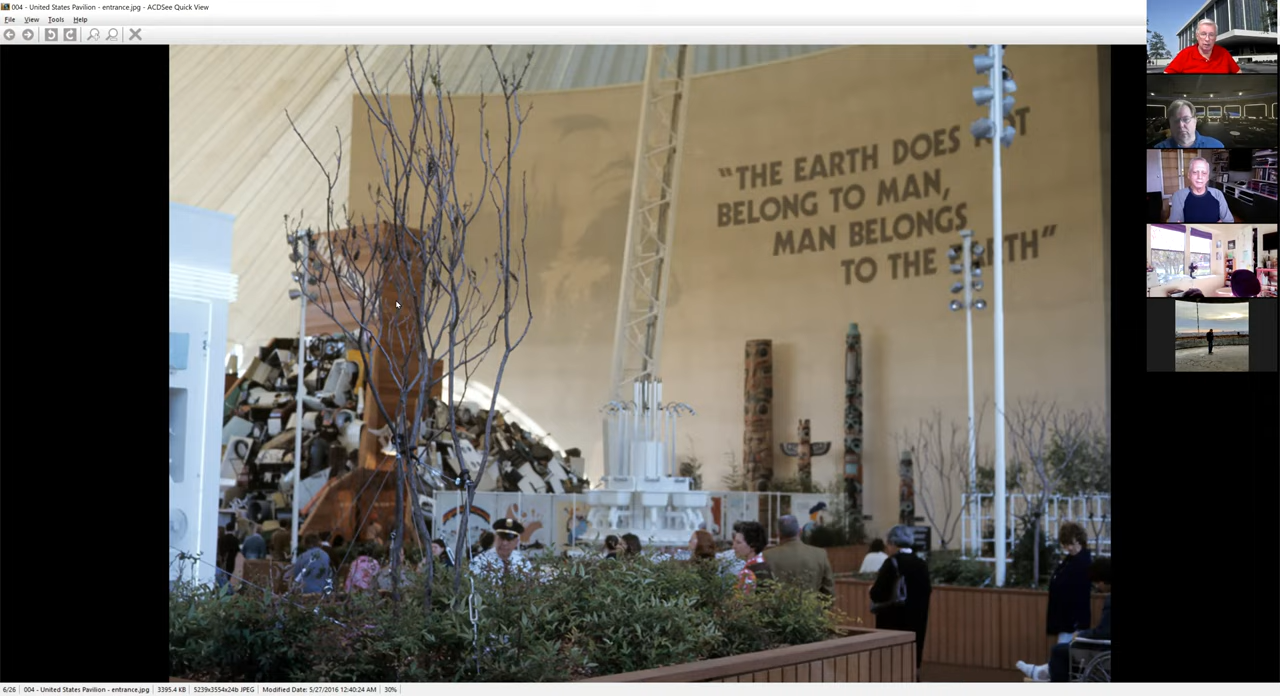 004 - United States Pavilion - entrance.jpg - ACDSee Quick View
File View Tools Help
"THE EARTH DOES NOT
BELONG TO MAN,
MAN BELONGS
TO THE EARTH"
6/26 004 - United States Pavilion - entrance.jpg 3395.4 KB 5239x3554x24b JPEG Modified Date: 5/27/2016 12:40:24 AM 30%